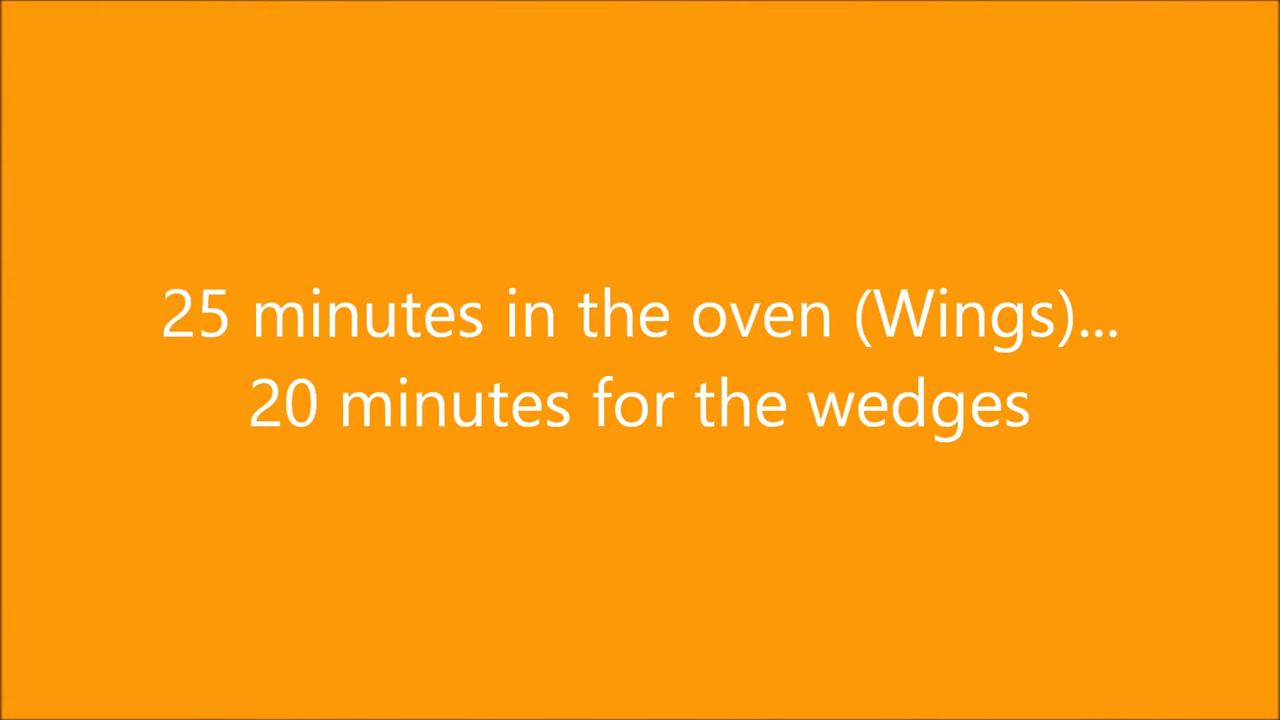 25 minutes in the oven (Wings)...
20 minutes for the wedges